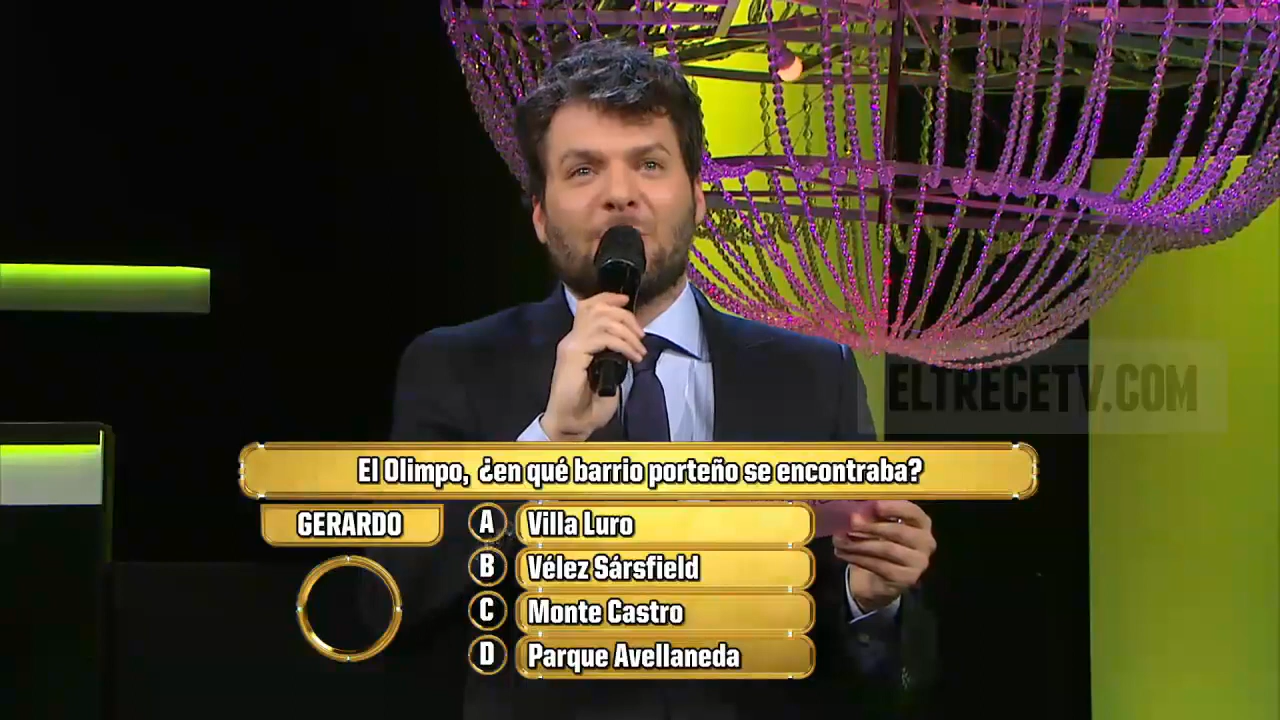 ELTRECETV.COM
El Olimpo, ¿en qué barrio porteño se encontraba?
GERARDO
A Villa Luro
B Vélez Sársfield
C Monte Castro
D Parque Avellaneda